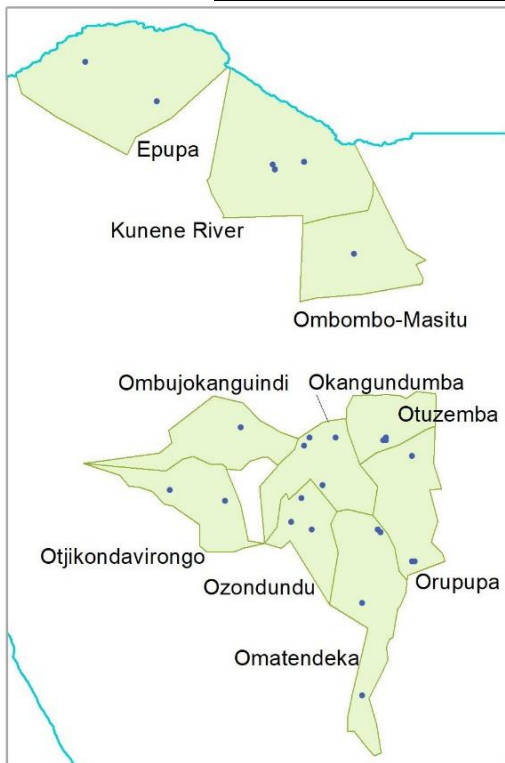 Epupa
Kunene River
Ombombo-Masitu
Ombujokanguindi
Okangundumba
Otuzemba
Otjikondavirongo
Ozondundu
Orupupa
Omatendeka